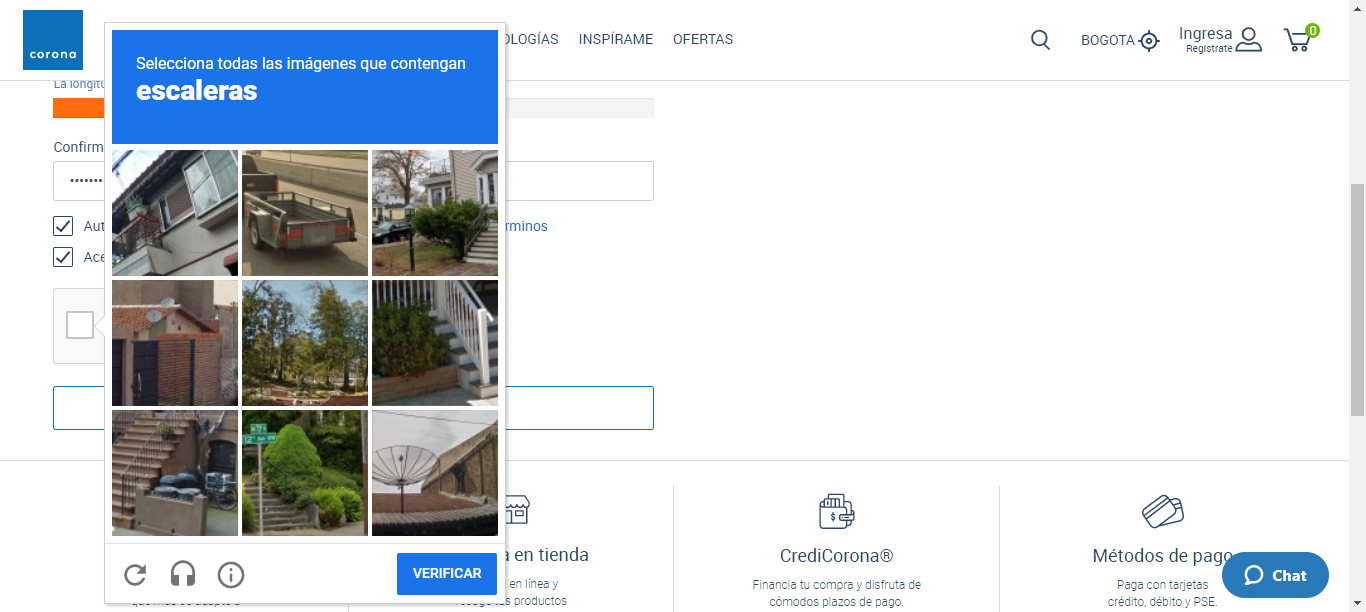 corona
OLOGÍAS INSPÍRAME OFERTAS
BOGOTA
Ingresa
Regístrate
0
Selecciona todas las imágenes que contengan
escaleras
La longitu
Confirm
Aut
rminos
Ace
VERIFICAR
a en tienda
en línea y
productos
CrediCorona®
Financia tu compra y disfruta de
cómodos plazos de pago.
Métodos de pago
Paga con tarjetas
crédito, débito y PSE.
Chat